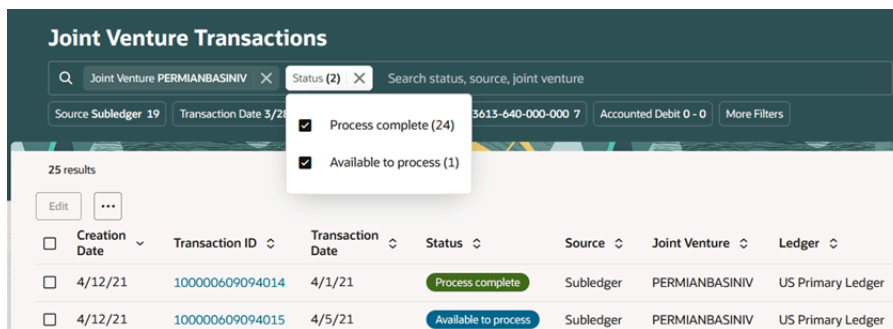 Joint Venture Transactions
Joint Venture PERMIANBASINIV Status (2) Search status, source, joint venture
Source Subledger 19 Transaction Date 3/28 3613-640-000-000 7 Accounted Debit 0 - 0 More Filters
Process complete (24)
Available to process (1)
25 results
Edit ...
Creation Date Transaction ID Transaction Date Status Source Joint Venture Ledger
4/12/21 100000609094014 4/1/21 Process complete Subledger PERMIANBASINIV US Primary Ledger
4/12/21 100000609094015 4/5/21 Available to process Subledger PERMIANBASINIV US Primary Ledger